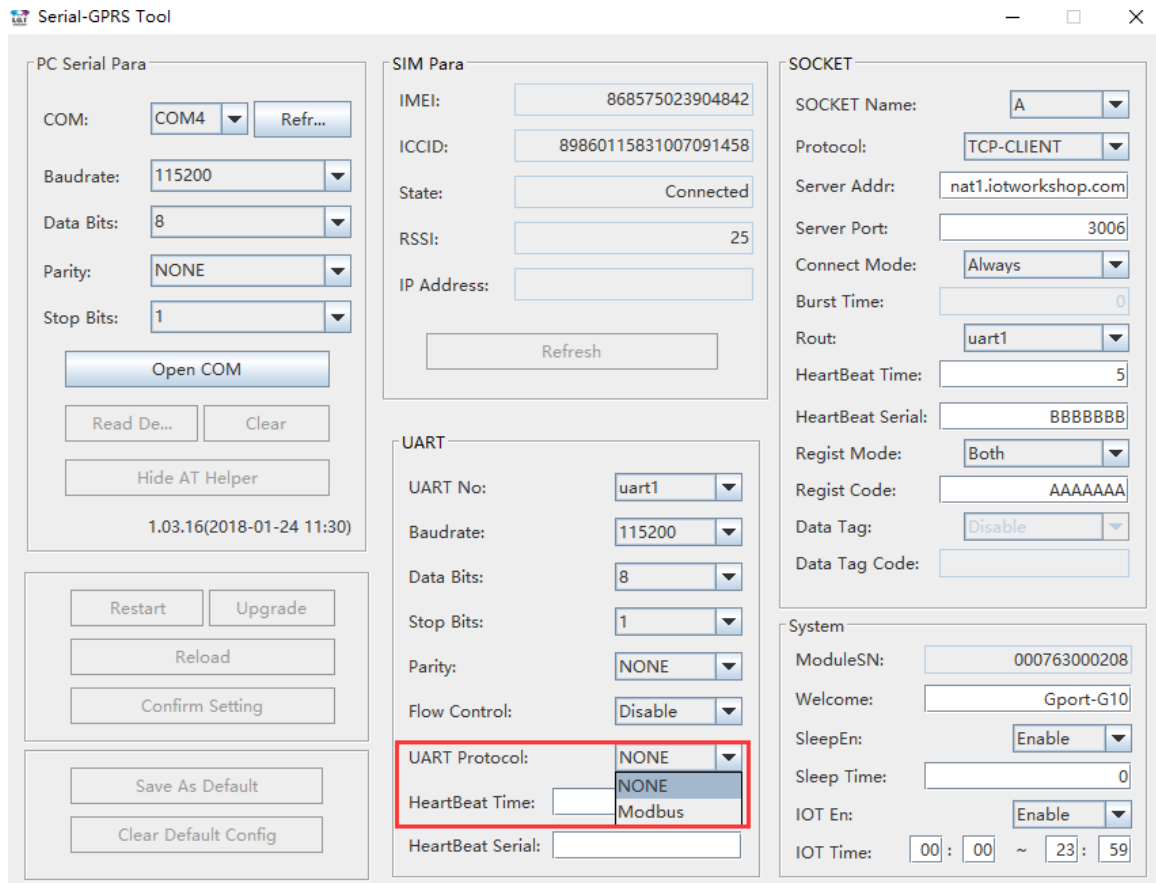 Serial-GPRS Tool
PC Serial Para
COM: COM4 Refr...
Baudrate: 115200
Data Bits: 8
Parity: NONE
Stop Bits: 1
Open COM
Read De... Clear
Hide AT Helper
1.03.16(2018-01-24 11:30)
Restart Upgrade
Reload
Confirm Setting
Save As Default
Clear Default Config
SIM Para
IMEI: 868575023904842
ICCID: 89860115831007091458
State: Connected
RSSI: 25
IP Address:
Refresh
UART
UART No: uart1
Baudrate: 115200
Data Bits: 8
Stop Bits: 1
Parity: NONE
Flow Control: Disable
UART Protocol: NONE
NONE
HeartBeat Time: Modbus
HeartBeat Serial:
SOCKET
SOCKET Name: A
Protocol: TCP-CLIENT
Server Addr: nat1.iotworkshop.com
Server Port: 3006
Connect Mode: Always
Burst Time: 0
Rout: uart1
HeartBeat Time: 5
HeartBeat Serial: BBBBBBB
Regist Mode: Both
Regist Code: AAAAAAA
Data Tag: Disable
Data Tag Code:
System
ModuleSN: 000763000208
Welcome: Gport-G10
SleepEn: Enable
Sleep Time: 0
IOT En: Enable
IOT Time: 00 : 00 ~ 23 : 59